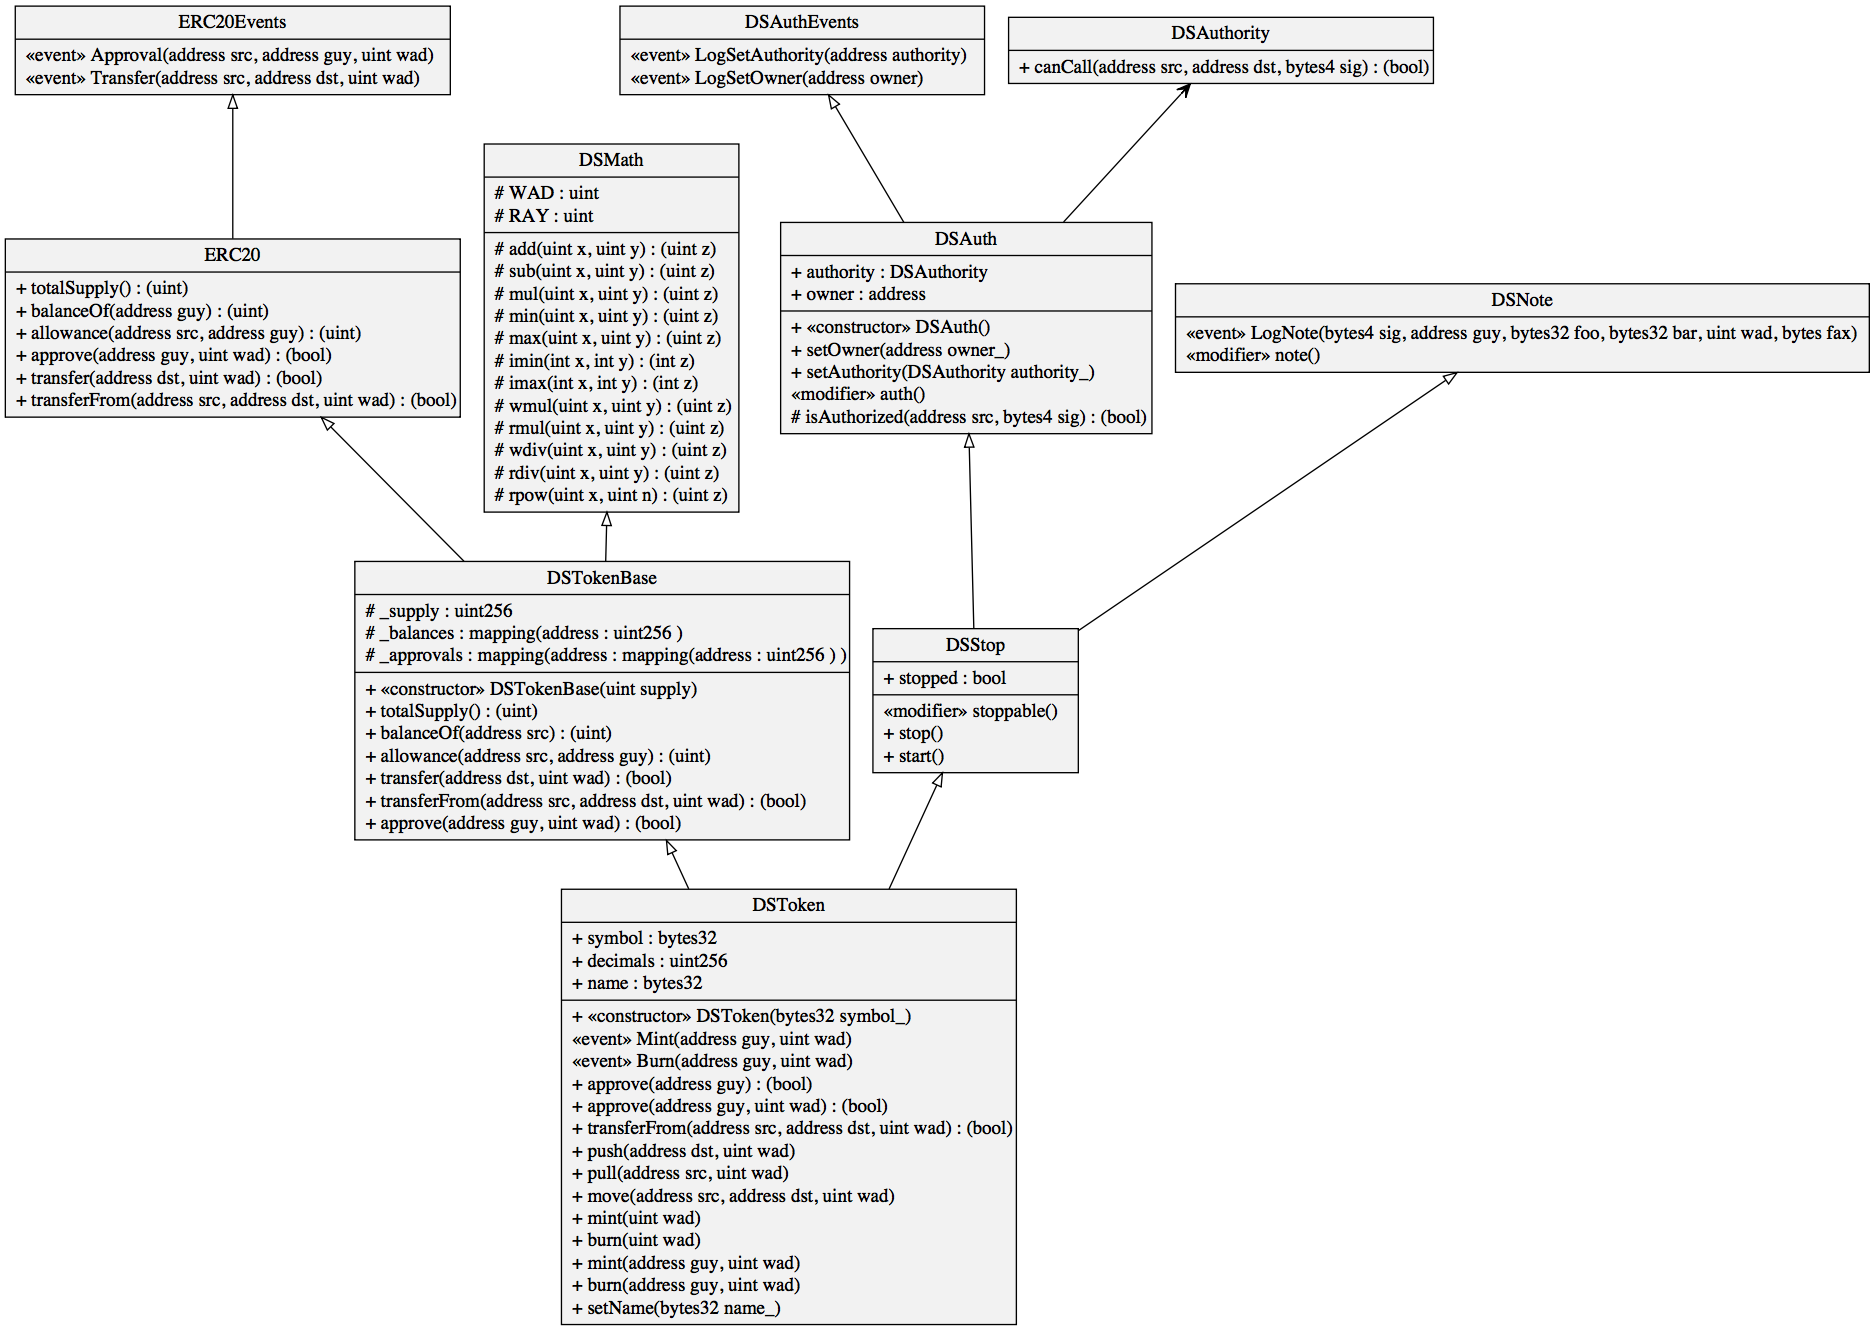 ERC20Events
«event» Approval(address src, address guy, uint wad)
«event» Transfer(address src, address dst, uint wad)
DSAuthEvents
«event» LogSetAuthority(address authority)
«event» LogSetOwner(address owner)
DSAuthority
+ canCall(address src, address dst, bytes4 sig) : (bool)
DSMath
# WAD : uint
# RAY : uint
# add(uint x, uint y) : (uint z)
# sub(uint x, uint y) : (uint z)
# mul(uint x, uint y) : (uint z)
# min(uint x, uint y) : (uint z)
# max(uint x, uint y) : (uint z)
# imin(int x, int y) : (int z)
# imax(int x, int y) : (int z)
# wmul(uint x, uint y) : (uint z)
# rmul(uint x, uint y) : (uint z)
# wdiv(uint x, uint y) : (uint z)
# rdiv(uint x, uint y) : (uint z)
# rpow(uint x, uint n) : (uint z)
ERC20
+ totalSupply() : (uint)
+ balanceOf(address guy) : (uint)
+ allowance(address src, address guy) : (uint)
+ approve(address guy, uint wad) : (bool)
+ transfer(address dst, uint wad) : (bool)
+ transferFrom(address src, address dst, uint wad) : (bool)
DSAuth
+ authority : DSAuthority
+ owner : address
+ «constructor» DSAuth()
+ setOwner(address owner_)
+ setAuthority(DSAuthority authority_)
«modifier» auth()
# isAuthorized(address src, bytes4 sig) : (bool)
DSNote
«event» LogNote(bytes4 sig, address guy, bytes32 foo, bytes32 bar, uint wad, bytes fax)
«modifier» note()
DSTokenBase
# _supply : uint256
# _balances : mapping(address : uint256 )
# _approvals : mapping(address : mapping(address : uint256 ) )
+ «constructor» DSTokenBase(uint supply)
+ totalSupply() : (uint)
+ balanceOf(address src) : (uint)
+ allowance(address src, address guy) : (uint)
+ transfer(address dst, uint wad) : (bool)
+ transferFrom(address src, address dst, uint wad) : (bool)
+ approve(address guy, uint wad) : (bool)
DSStop
+ stopped : bool
«modifier» stoppable()
+ stop()
+ start()
DSToken
+ symbol : bytes32
+ decimals : uint256
+ name : bytes32
+ «constructor» DSToken(bytes32 symbol_)
«event» Mint(address guy, uint wad)
«event» Burn(address guy, uint wad)
+ approve(address guy) : (bool)
+ approve(address guy, uint wad) : (bool)
+ transferFrom(address src, address dst, uint wad) : (bool)
+ push(address dst, uint wad)
+ pull(address src, uint wad)
+ move(address src, address dst, uint wad)
+ mint(uint wad)
+ burn(uint wad)
+ mint(address guy, uint wad)
+ burn(address guy, uint wad)
+ setName(bytes32 name_)